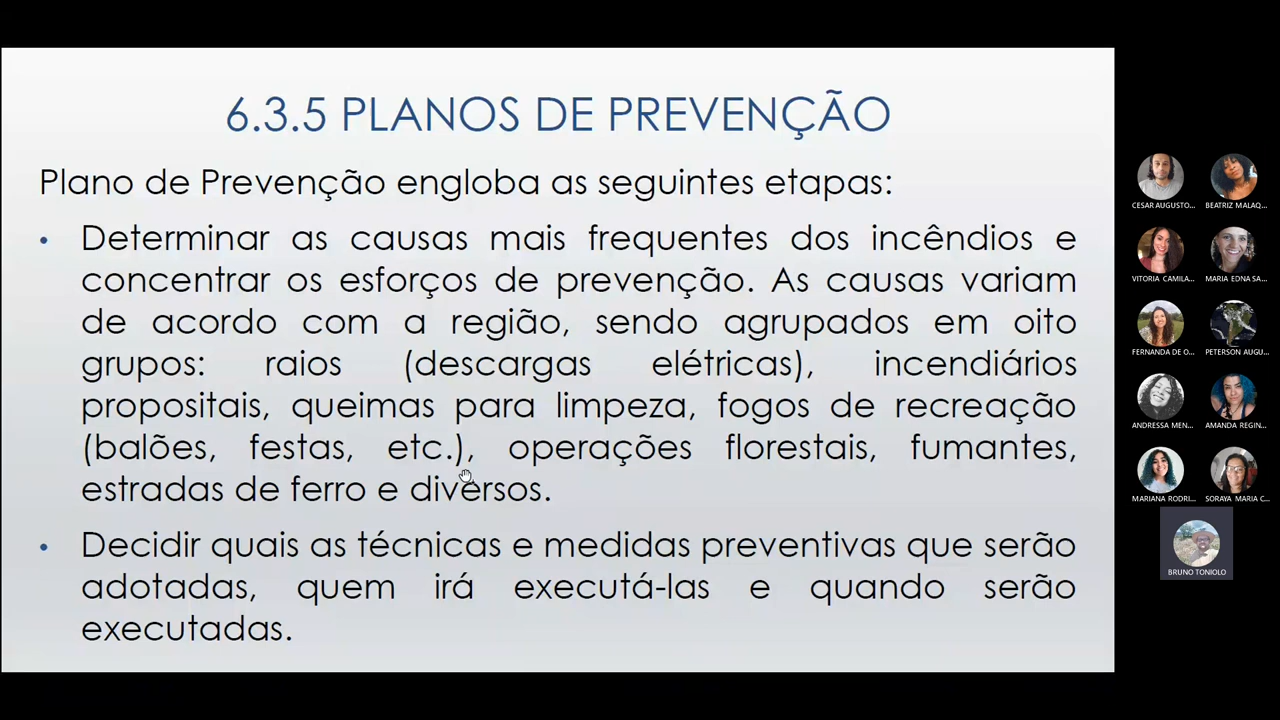 6.3.5 PLANOS DE PREVENÇÃO
Plano de Prevenção engloba as seguintes etapas:
• Determinar as causas mais frequentes dos incêndios e
concentrar os esforços de prevenção. As causas variam
de acordo com a região, sendo agrupados em oito
grupos: raios (descargas elétricas), incendiários
propositais, queimas para limpeza, fogos de recreação
(balões, festas, etc.), operações florestais, fumantes,
estradas de ferro e diversos.
• Decidir quais as técnicas e medidas preventivas que serão
adotadas, quem irá executá-las e quando serão
executadas.
CESAR AUGUSTO...
BEATRIZ MALAQ...
VITORIA CAMILA...
MARIA EDNA SA...
FERNANDA DE O...
PETERSON AUGU...
ANDRESSA MEN...
AMANDA REGIN...
MARIANA RODRI...
SORAYA MARIA C...
BRUNO TONIOLO